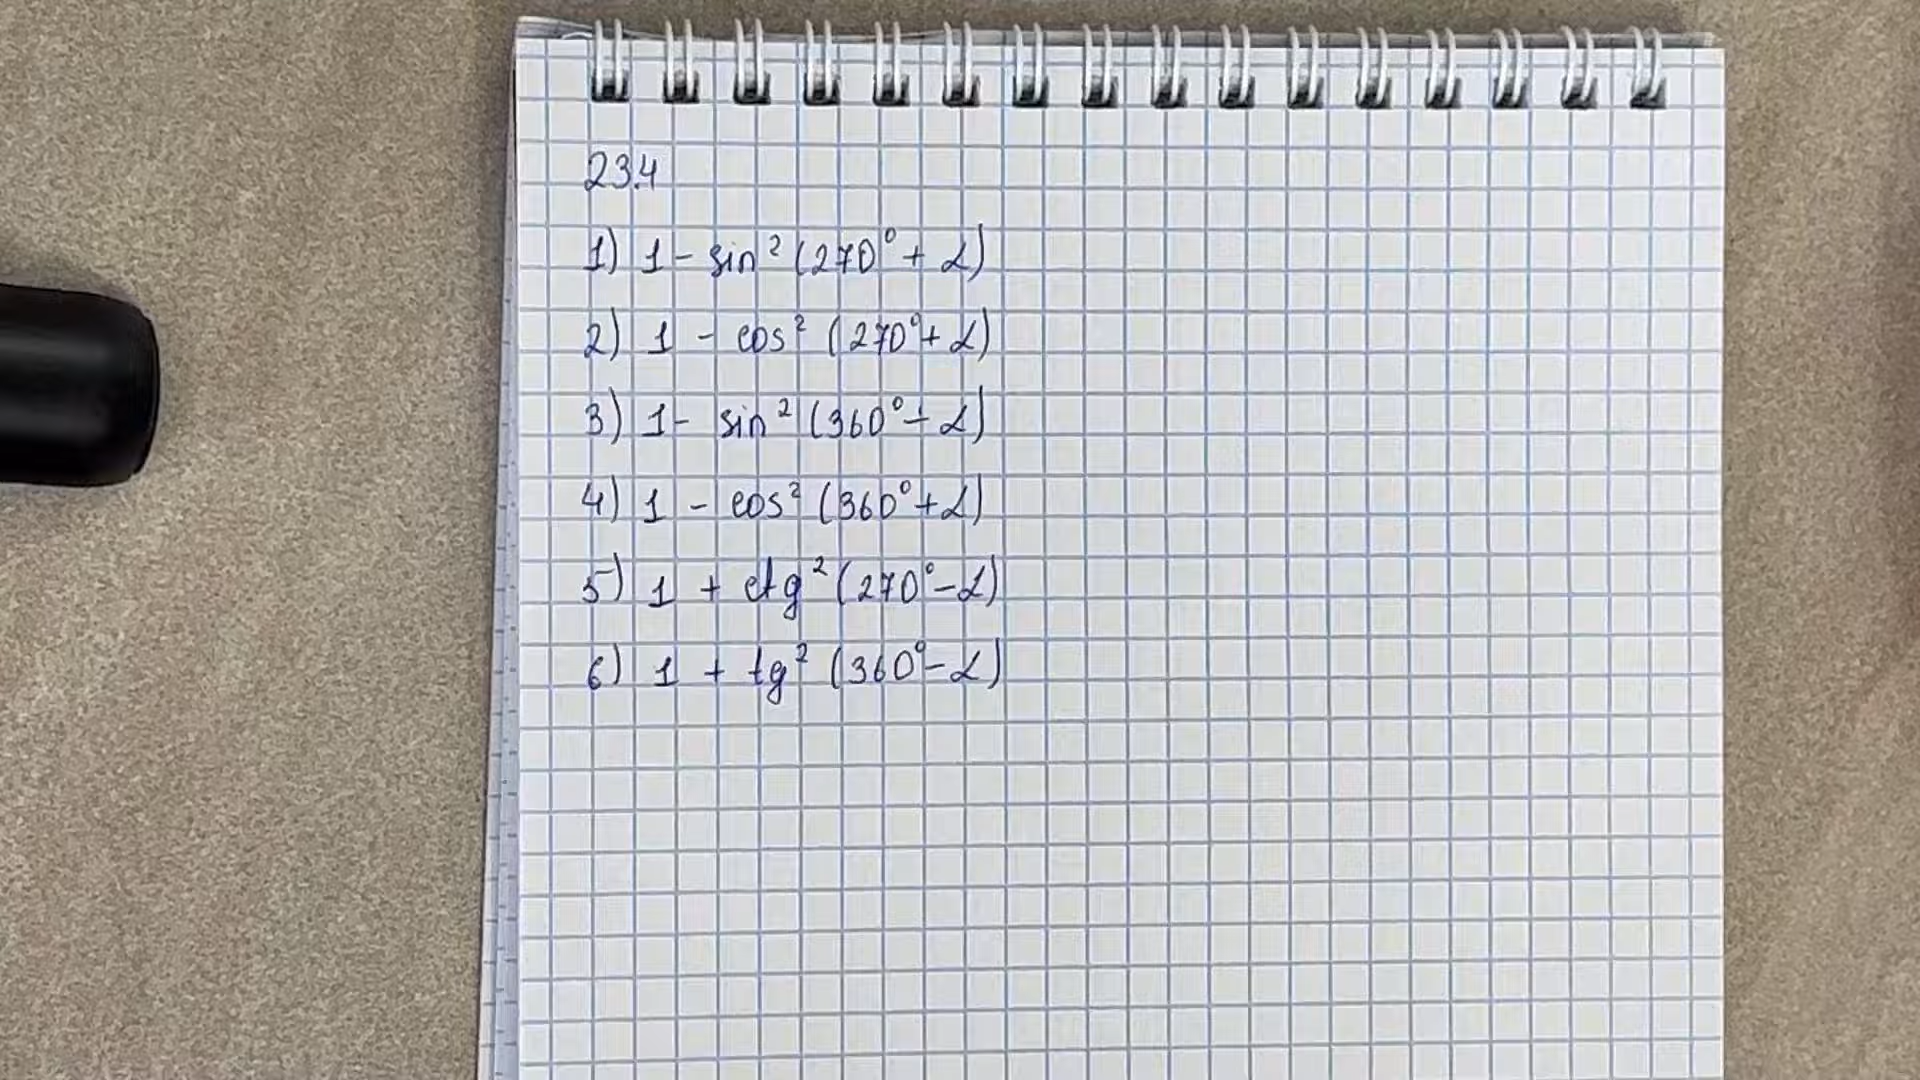 23.4
1) 1 - sin² (270° + α)
2) 1 - cos² (270° + α)
3) 1 - sin² (360° + α)
4) 1 - cos² (360° + α)
5) 1 + ctg² (270° - α)
6) 1 + tg² (360° - α)